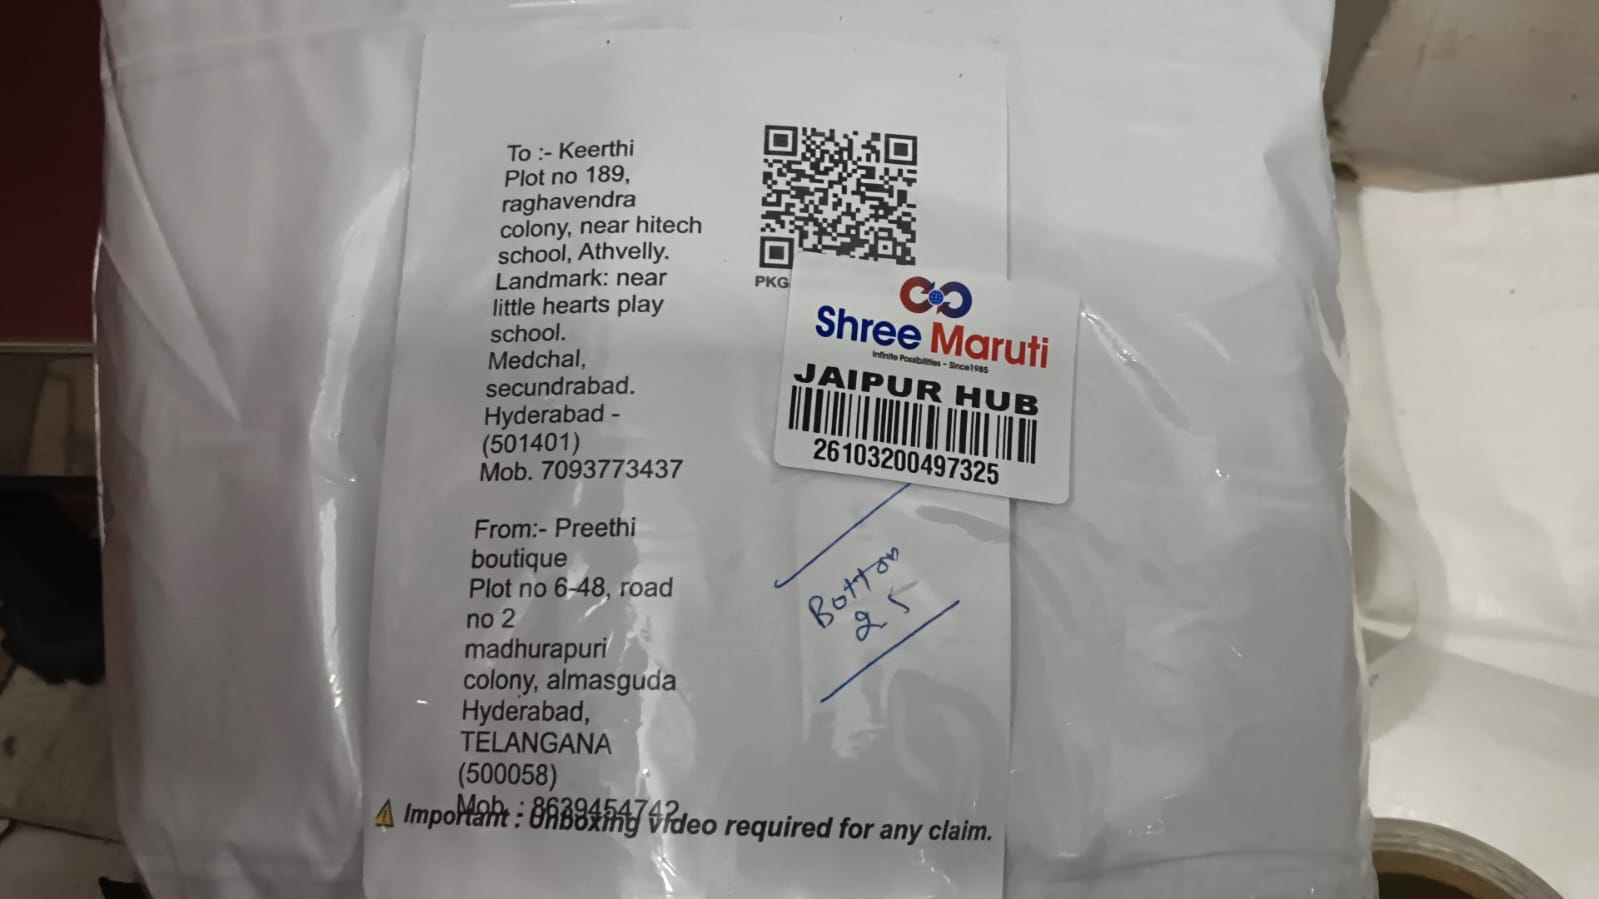 To :- Keerthi
Plot no 189,
raghavendra
colony, near hitech
school, Athvelly.
Landmark: near
little hearts play
school.
Medchal,
secundrabad.
Hyderabad -
(501401)
Mob. 7093773437
From:- Preethi
boutique
Plot no 6-48, road
no 2
madhurapuri
colony, almasguda
Hyderabad,
TELANGANA
(500058)
Mob. : 8639454742
Important : Unboxing video required for any claim.
PKG
Shree Maruti
Infinite Possibilities - Since1985
JAIPUR HUB
26103200497325
Botton
25